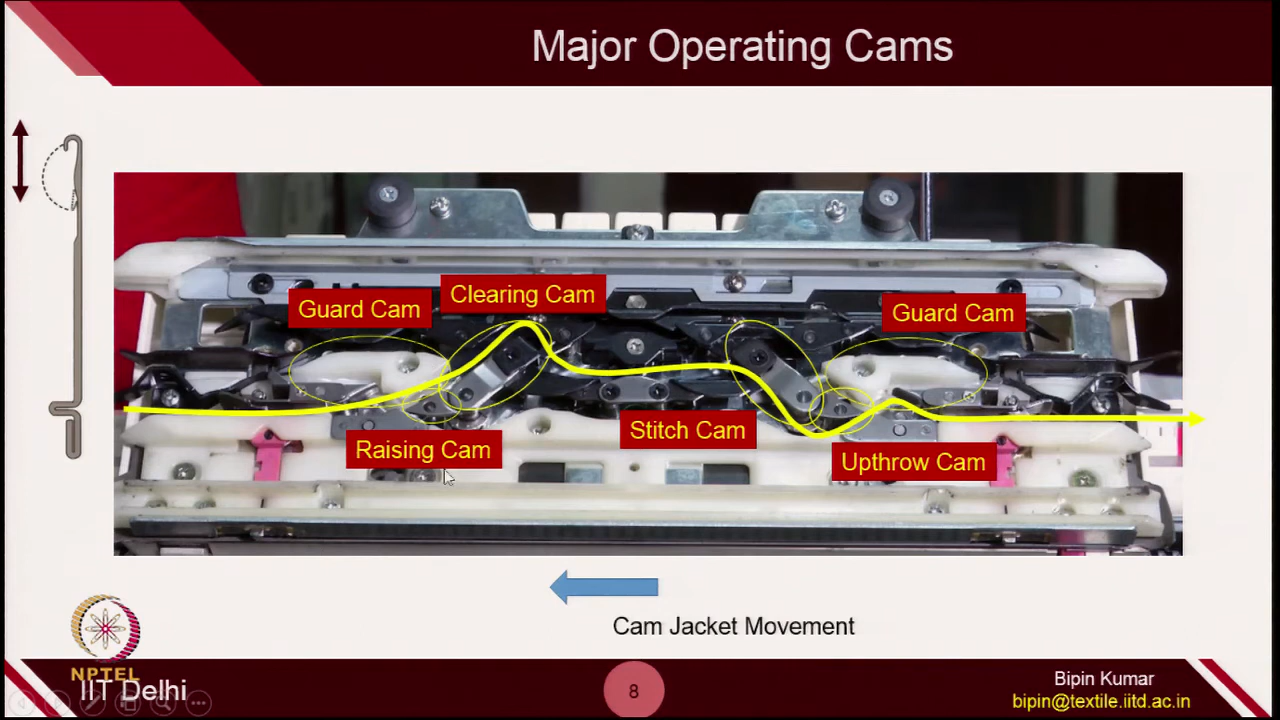 Major Operating Cams
Guard Cam
Clearing Cam
Guard Cam
Raising Cam
Stitch Cam
Upthrow Cam
Cam Jacket Movement
NPTEL
IIT Delhi
8
Bipin Kumar
bipin@textile.iitd.ac.in